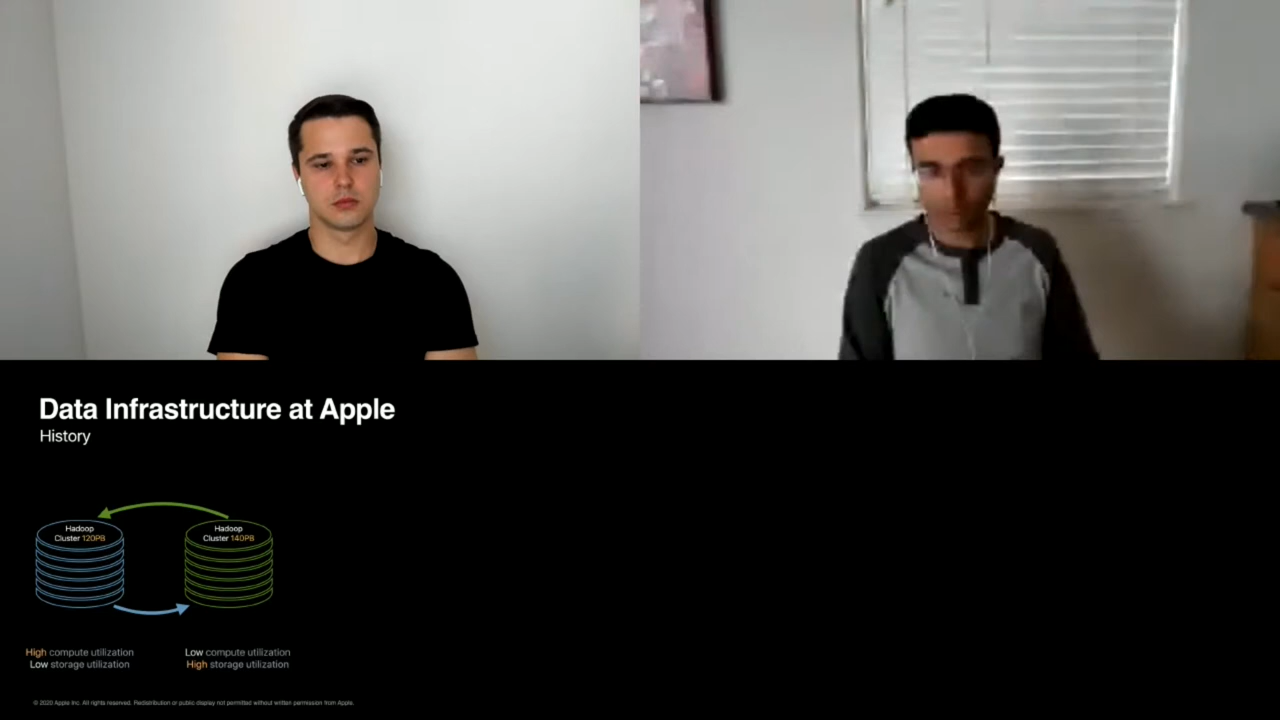 Data Infrastructure at Apple
History
Hadoop
Cluster 120PB
Hadoop
Cluster 140PB
High compute utilization
Low storage utilization
Low compute utilization
High storage utilization
© 2020 Apple Inc. All rights reserved. Redistribution or public display not permitted without written permission from Apple.